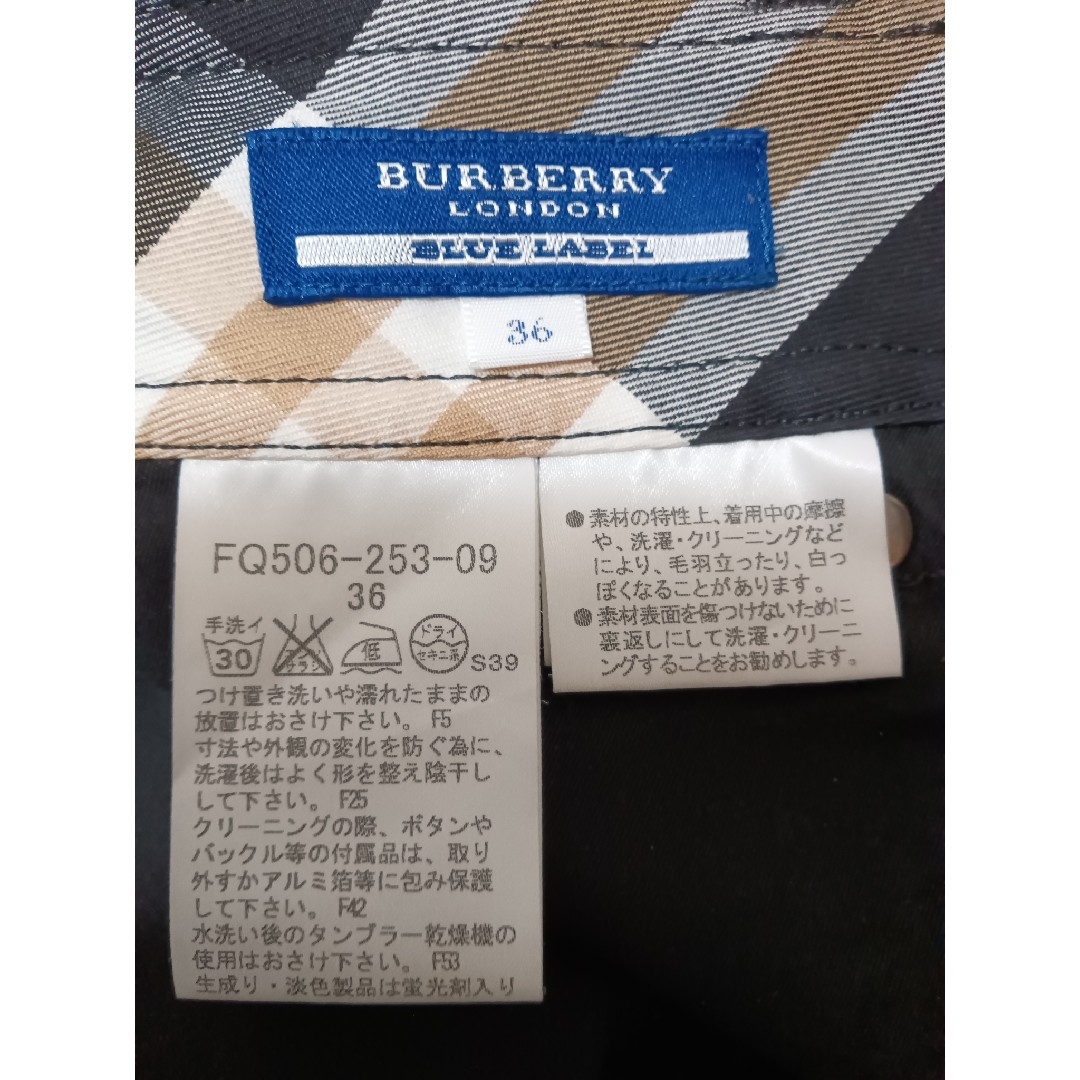 BURBERRY
LONDON
BLUE LABEL
36
FQ506-253-09
36
手洗イ
30
低
ドライ
セキユ系
S39
つけ置き洗いや濡れたままの
放置はおさけ下さい。 F5
寸法や外観の変化を防ぐ為に、
洗濯後はよく形を整え陰干し
して下さい。 F25
クリーニングの際、ボタンや
バックル等の付属品は、取り
外すかアルミ箔等に包み保護
して下さい。 F42
水洗い後のタンブラー乾燥機の
使用はおさけ下さい。 F53
生成り・淡色製品は蛍光剤入り
●素材の特性上、着用中の摩擦
や、洗濯・クリーニングなど
により、毛羽立ったり、白っ
ぽくなることがあります。
●素材表面を傷つけないために
裏返しにして洗濯・クリーニ
ングすることをお勧めします。